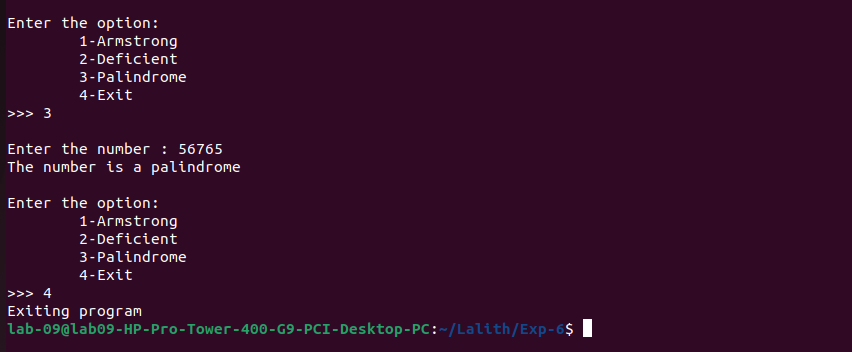 Enter the option:
        1-Armstrong
        2-Deficient
        3-Palindrome
        4-Exit
>>> 3
Enter the number : 56765
The number is a palindrome
Enter the option:
        1-Armstrong
        2-Deficient
        3-Palindrome
        4-Exit
>>> 4
Exiting program
lab-09@lab09-HP-Pro-Tower-400-G9-PCI-Desktop-PC:~/Lalith/Exp-6$